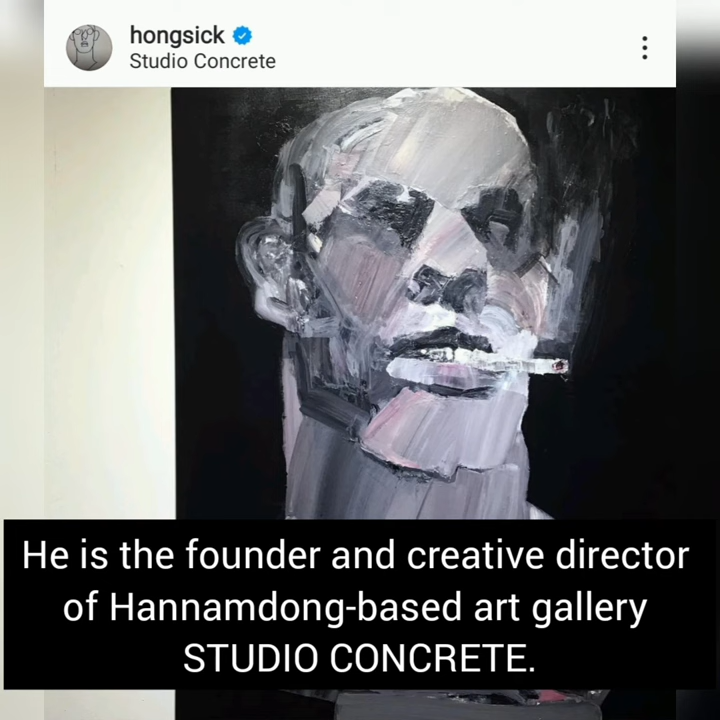 hongsick
Studio Concrete
He is the founder and creative director
of Hannamdong-based art gallery
STUDIO CONCRETE.